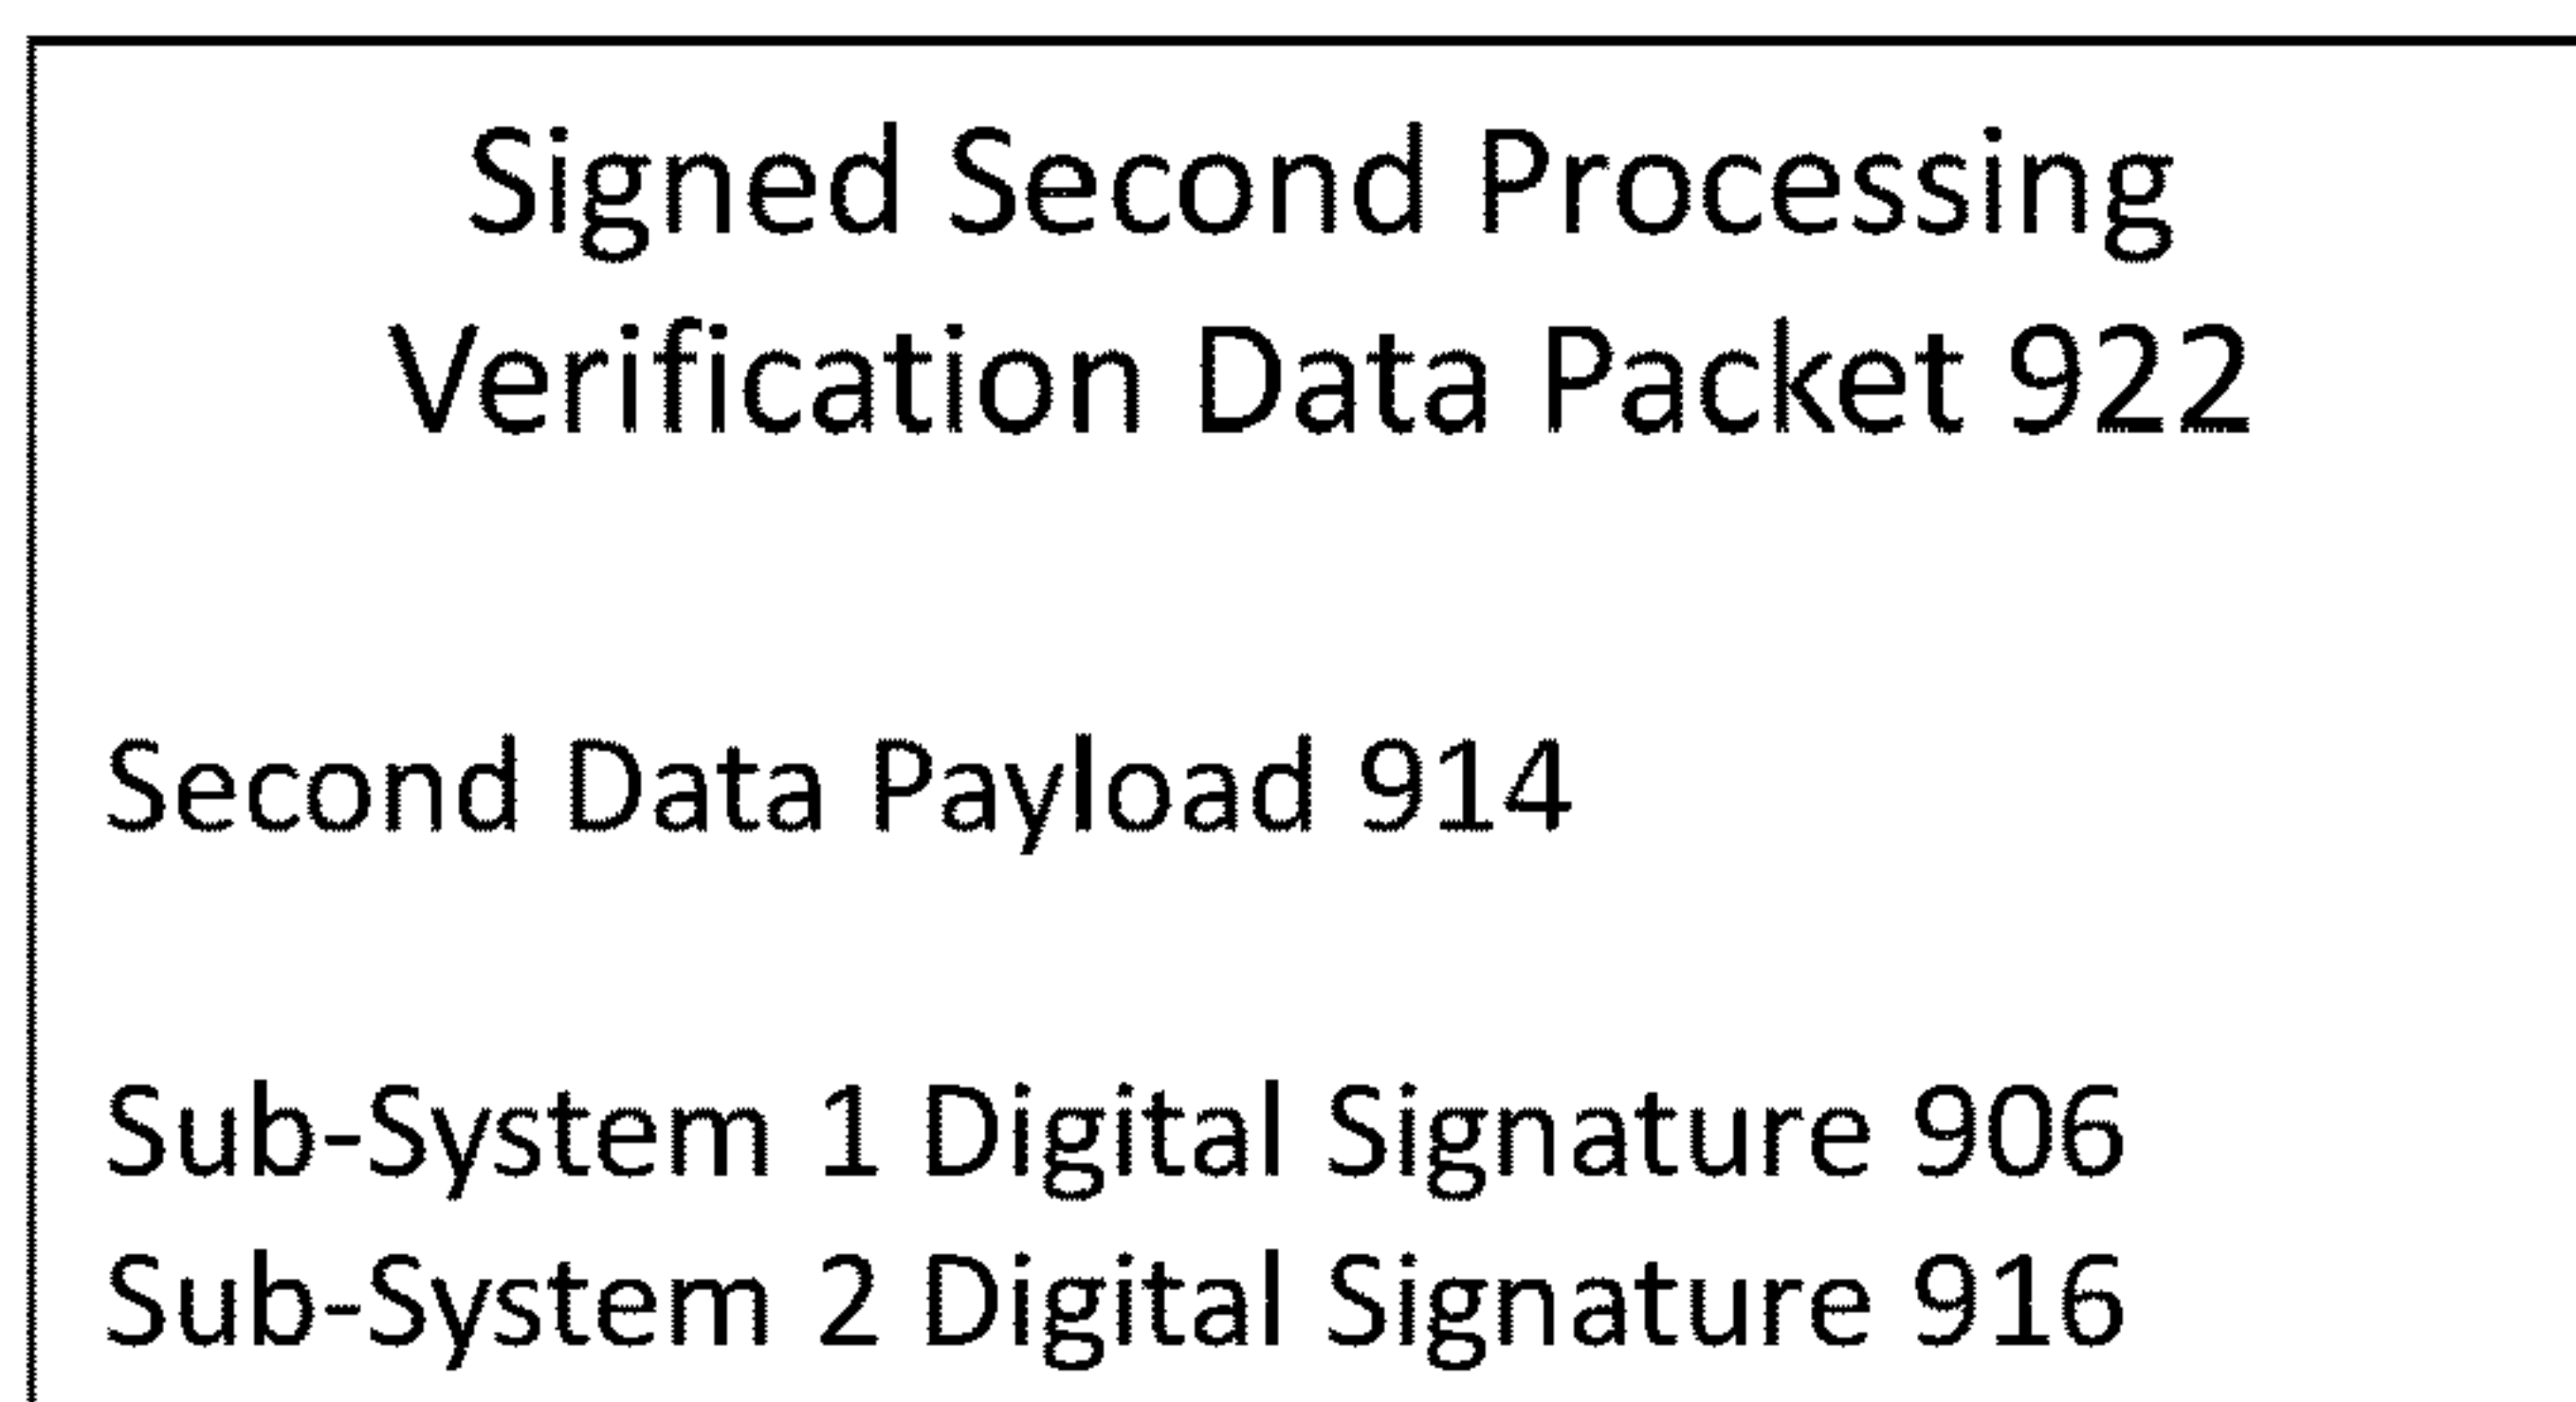 Signed Second Processing
Verification Data Packet 922
Second Data Payload 914
Sub-System 1 Digital Signature 906
Sub-System 2 Digital Signature 916